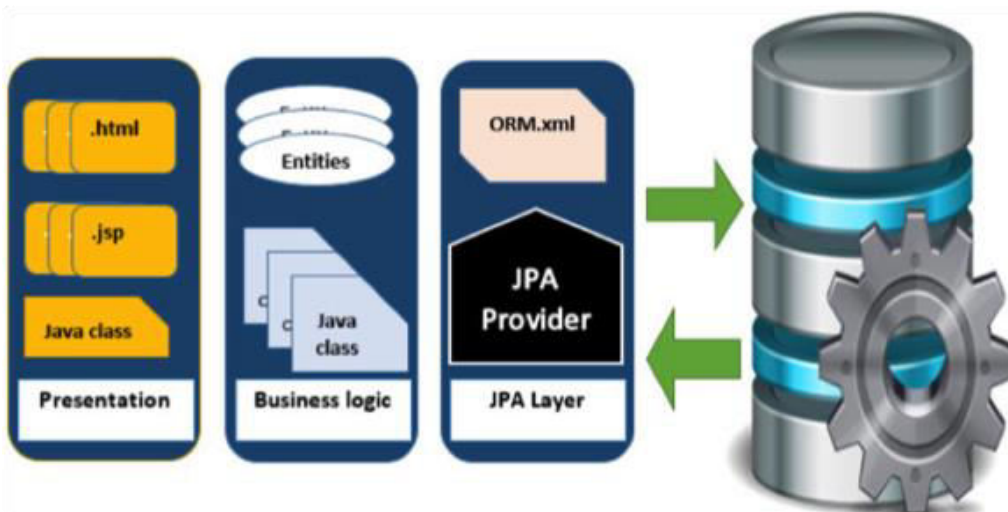 .html
.jsp
Java class
Presentation
Entities
Java
class
Business logic
ORM.xml
JPA
Provider
JPA Layer